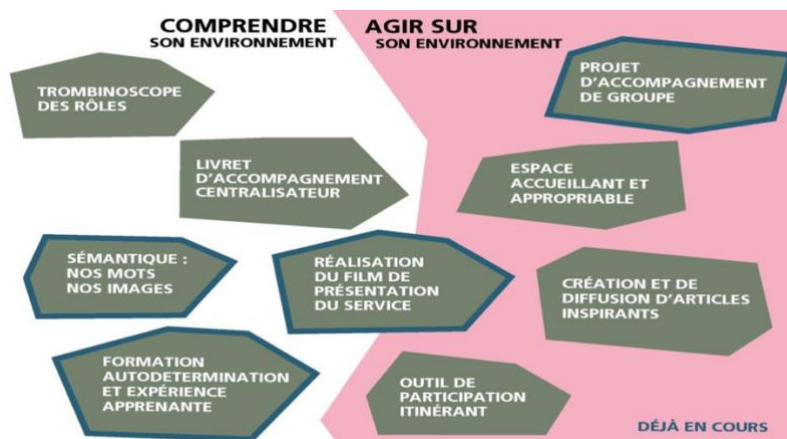 COMPRENDRE
SON ENVIRONNEMENT
AGIR SUR
SON ENVIRONNEMENT
TROMBINOSCOPE
DES RÔLES
PROJET
D'ACCOMPAGNEMENT
DE GROUPE
LIVRET
D'ACCOMPAGNEMENT
CENTRALISATEUR
ESPACE
ACCUEILLANT ET
APPROPRIABLE
SÉMANTIQUE :
NOS MOTS
NOS IMAGES
RÉALISATION
DU FILM DE
PRÉSENTATION
DU SERVICE
CRÉATION ET DE
DIFFUSION D'ARTICLES
INSPIRANTS
FORMATION
AUTODETERMINATION
ET EXPÉRIENCE
APPRENANTE
OUTIL DE
PARTICIPATION
ITINÉRANT
DÉJÀ EN COURS